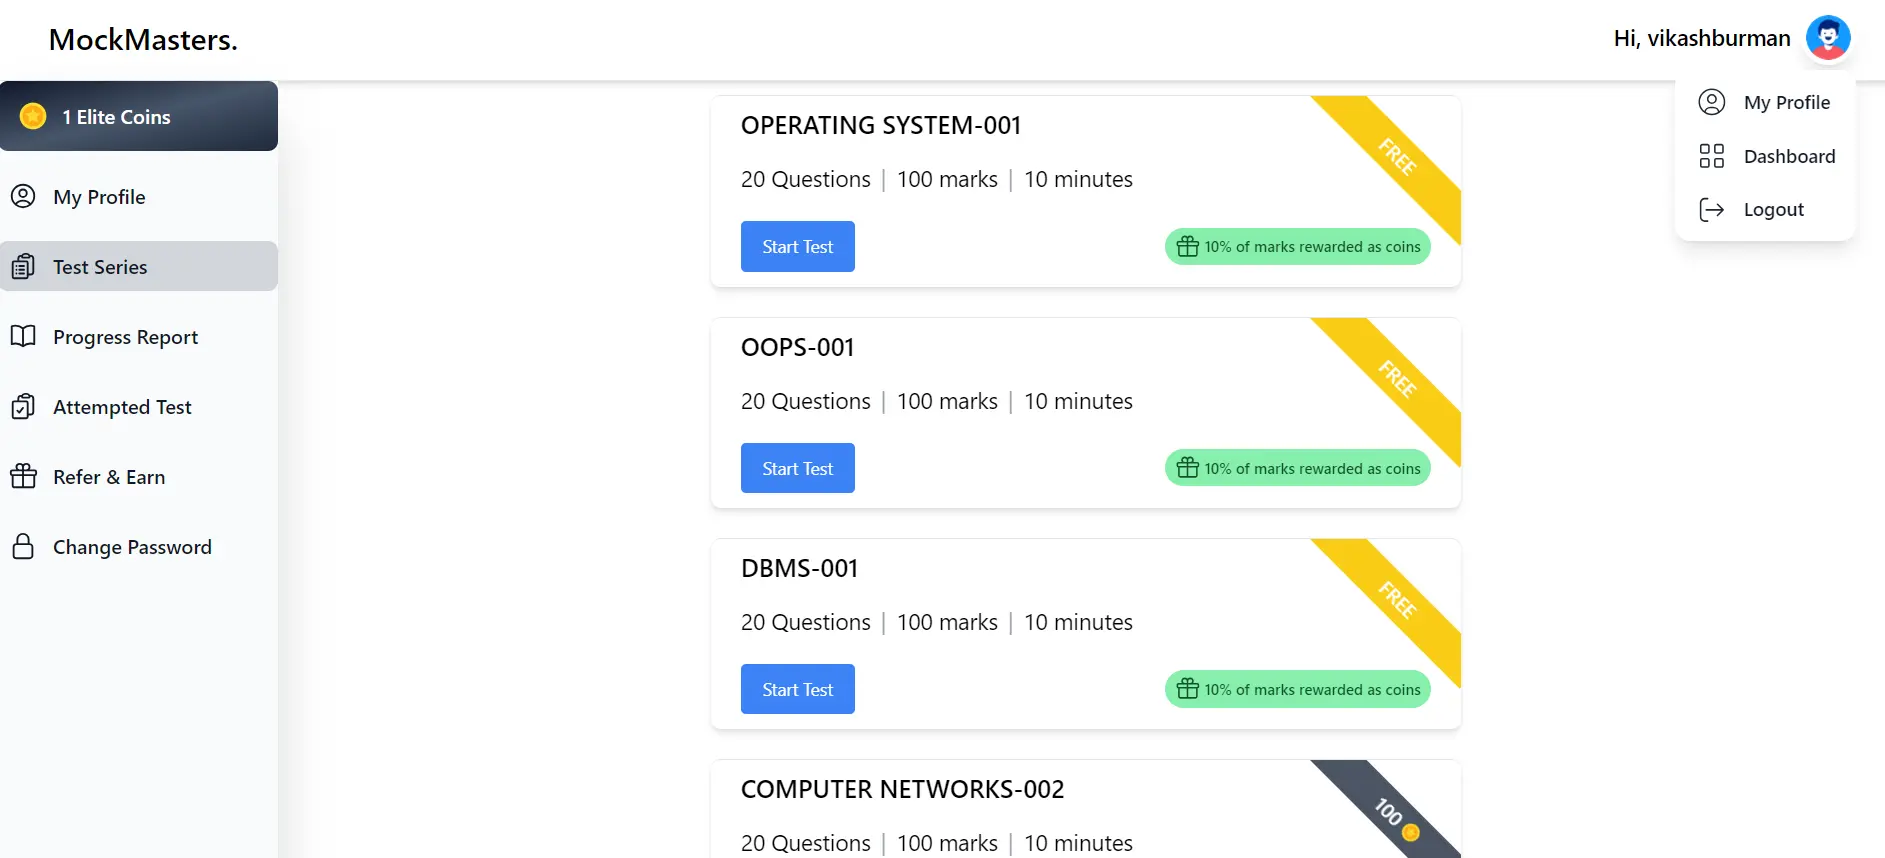 MockMasters.
Hi, vikashburman
My Profile
Dashboard
Logout
1 Elite Coins
My Profile
Test Series
Progress Report
Attempted Test
Refer & Earn
Change Password
OPERATING SYSTEM-001
FREE
20 Questions | 100 marks | 10 minutes
Start Test
10% of marks rewarded as coins
OOPS-001
FREE
20 Questions | 100 marks | 10 minutes
Start Test
10% of marks rewarded as coins
DBMS-001
FREE
20 Questions | 100 marks | 10 minutes
Start Test
10% of marks rewarded as coins
COMPUTER NETWORKS-002
100
20 Questions | 100 marks | 10 minutes